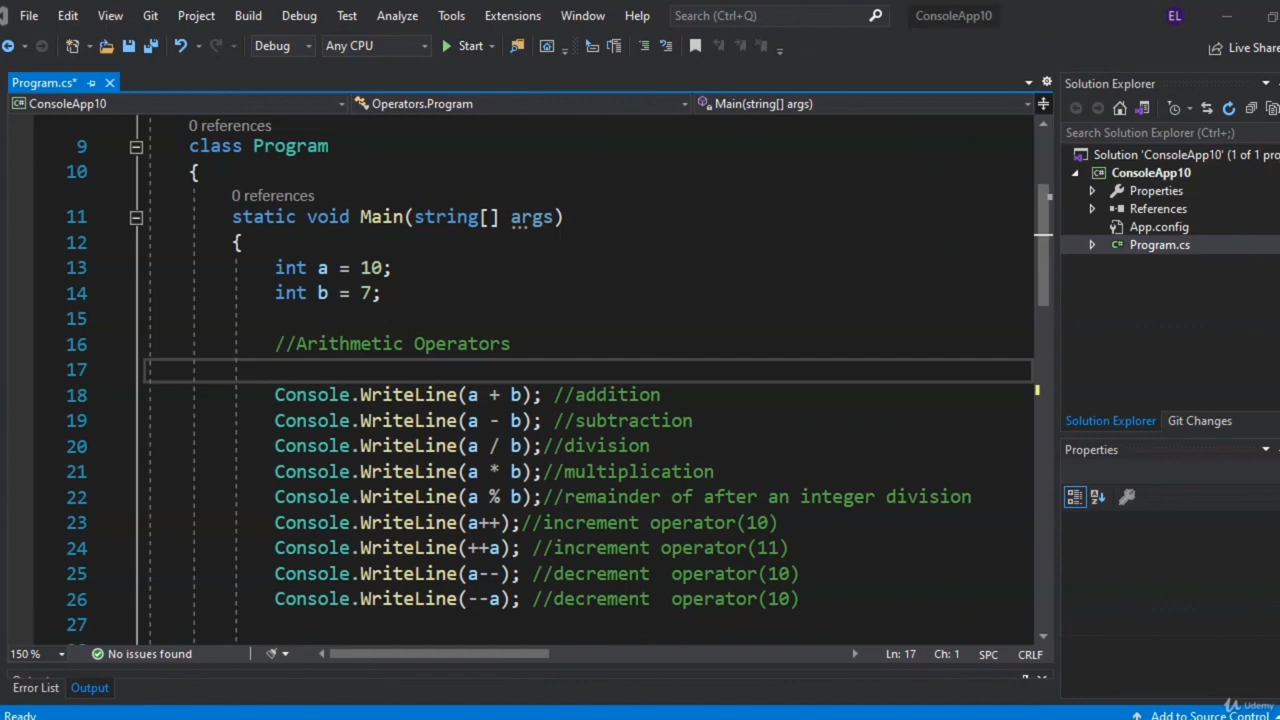 File Edit View Git Project Build Debug Test Analyze Tools Extensions Window Help Search (Ctrl+Q) ConsoleApp10 EL
Debug Any CPU Start Live Share
Program.cs* Solution Explorer
ConsoleApp10 Operators.Program Main(string[] args)
Search Solution Explorer (Ctrl+;)
Solution 'ConsoleApp10' (1 of 1 pro
ConsoleApp10
Properties
References
App.config
Program.cs
0 references
9 class Program
10 {
0 references
11 static void Main(string[] args)
12 {
13 int a = 10;
14 int b = 7;
15
16 //Arithmetic Operators
17
18 Console.WriteLine(a + b); //addition
19 Console.WriteLine(a - b); //subtraction
20 Console.WriteLine(a / b);//division
21 Console.WriteLine(a * b);//multiplication
22 Console.WriteLine(a % b);//remainder of after an integer division
23 Console.WriteLine(a++);//increment operator(10)
24 Console.WriteLine(++a); //increment operator(11)
25 Console.WriteLine(a--); //decrement  operator(10)
26 Console.WriteLine(--a); //decrement  operator(10)
27
Solution Explorer Git Changes
Properties
150 % No issues found Ln: 17 Ch: 1 SPC CRLF
Error List Output
Ready Add to Source Control
Udemy